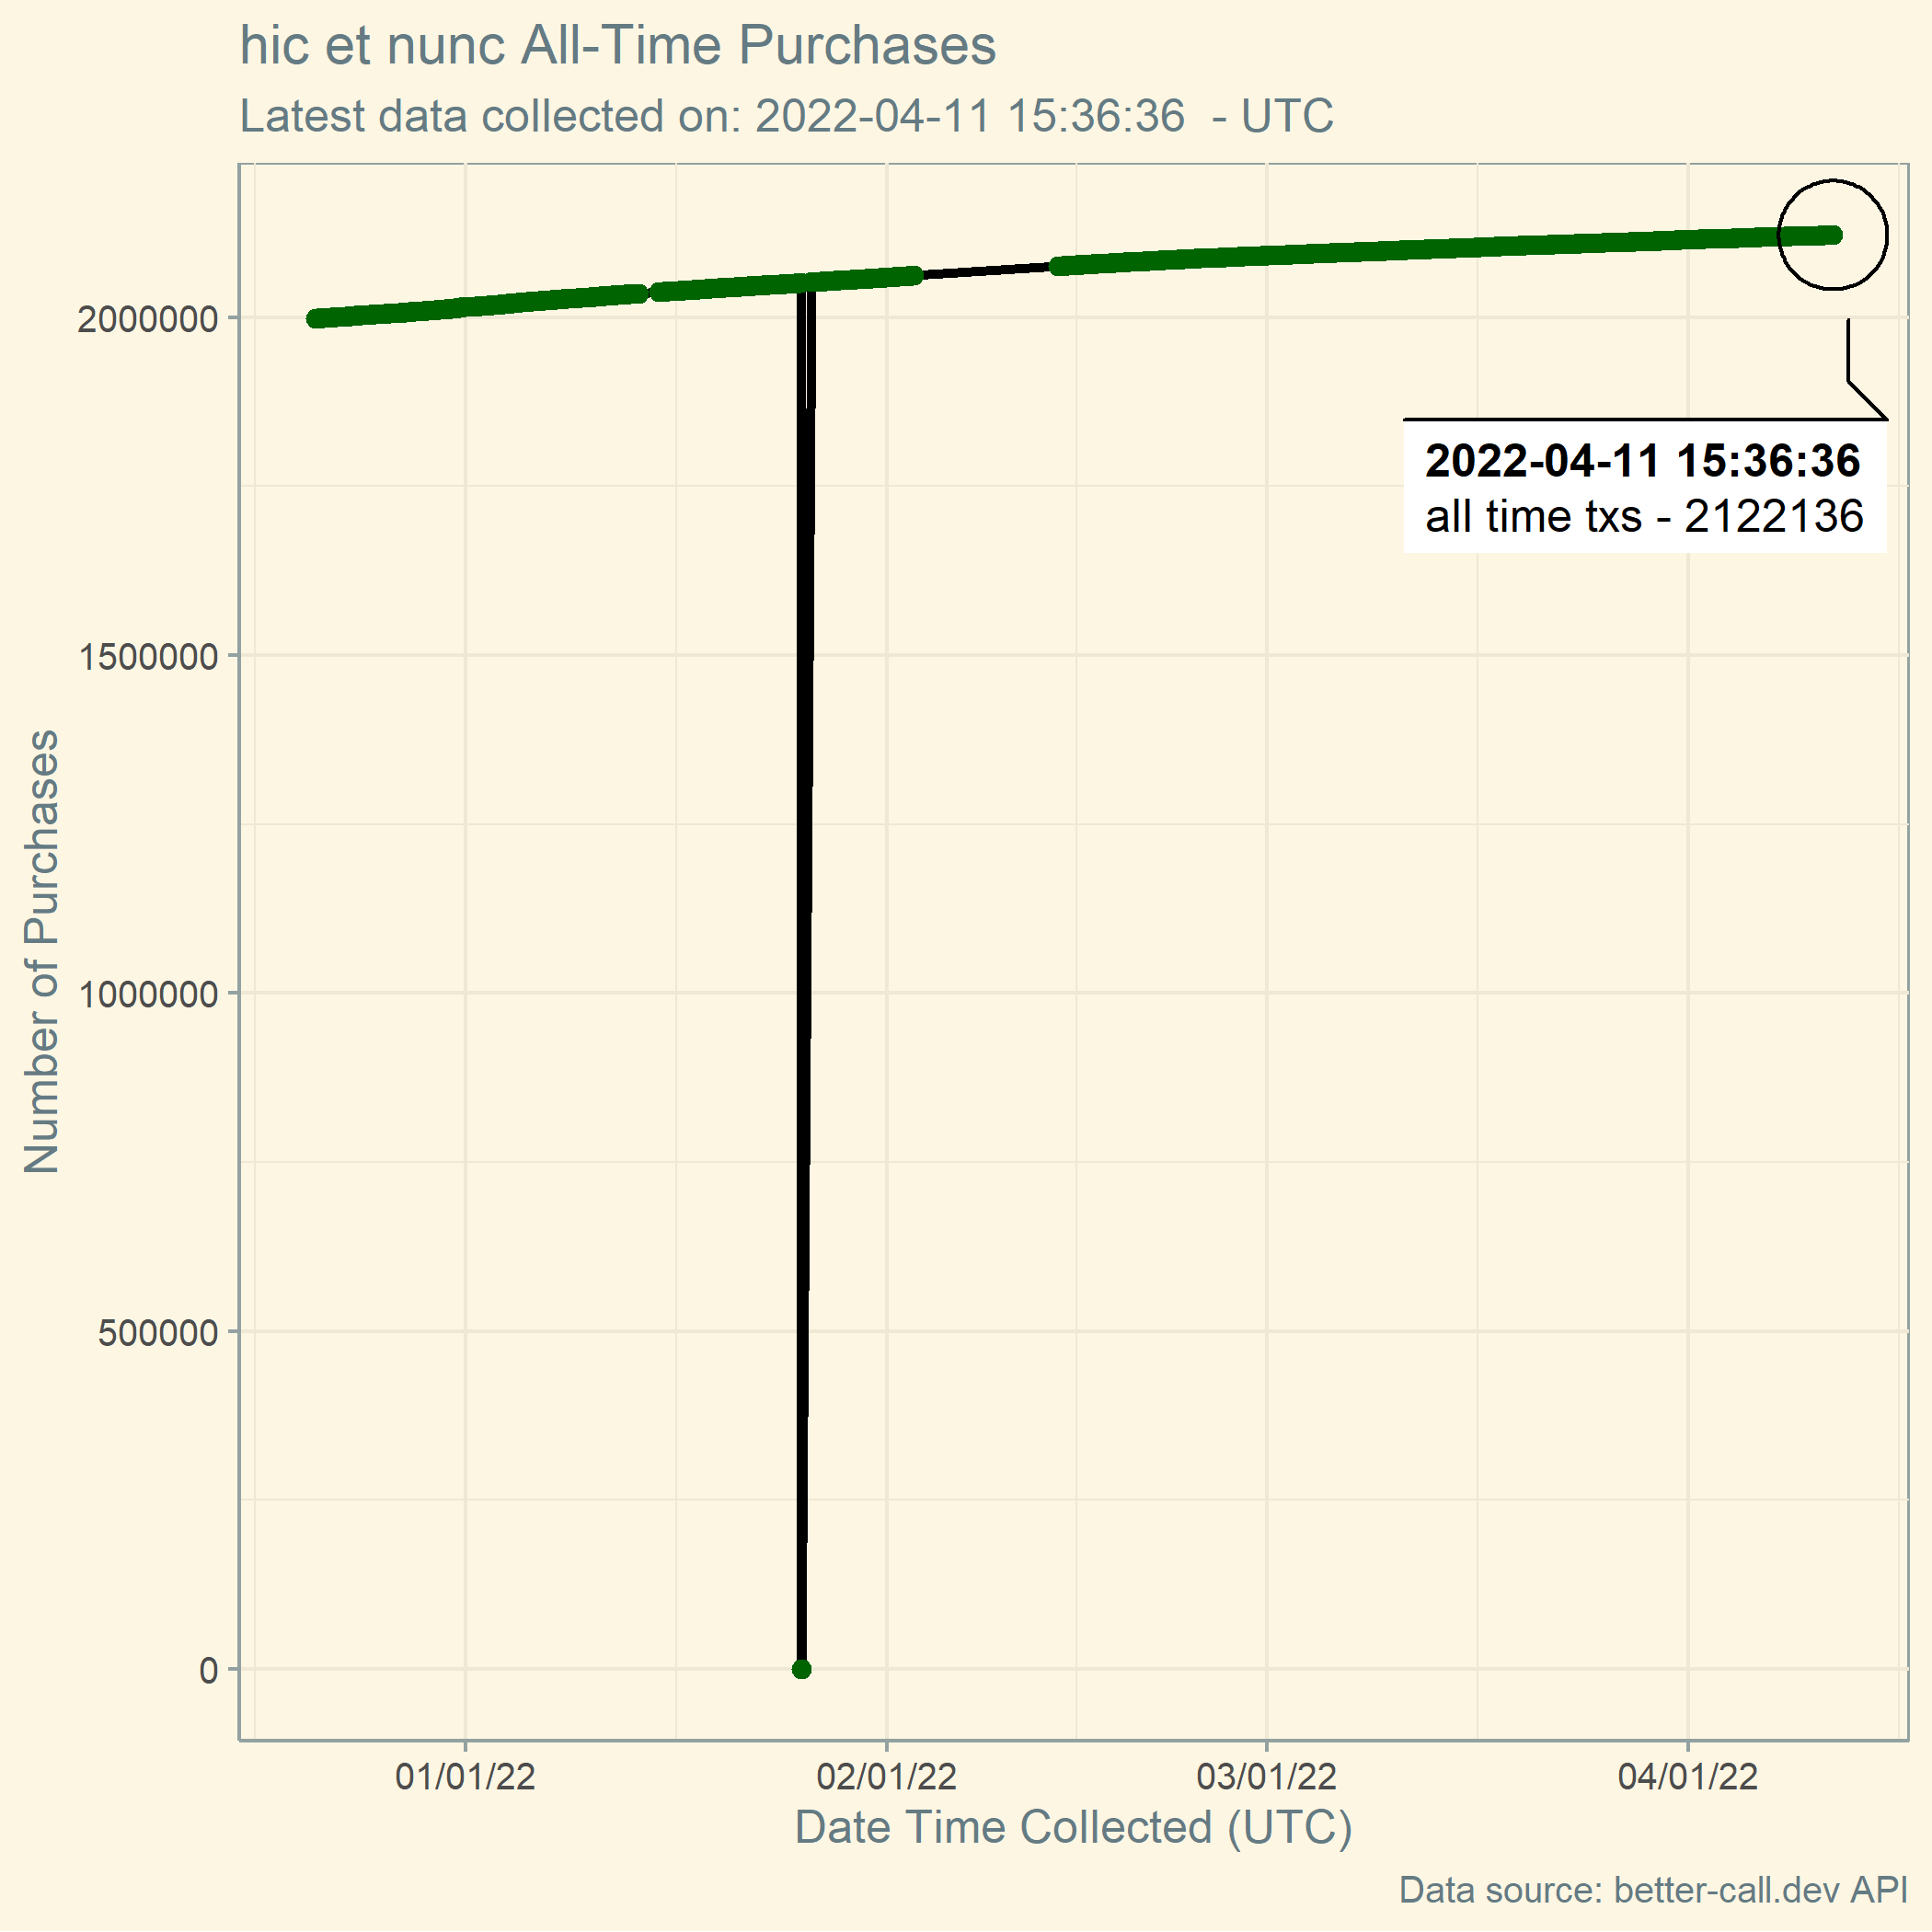 hic et nunc All-Time Purchases
Latest data collected on: 2022-04-11 15:36:36  - UTC
Number of Purchases
2000000
1500000
1000000
500000
0
2022-04-11 15:36:36
all time txs - 2122136
01/01/22
02/01/22
03/01/22
04/01/22
Date Time Collected (UTC)
Data source: better-call.dev API